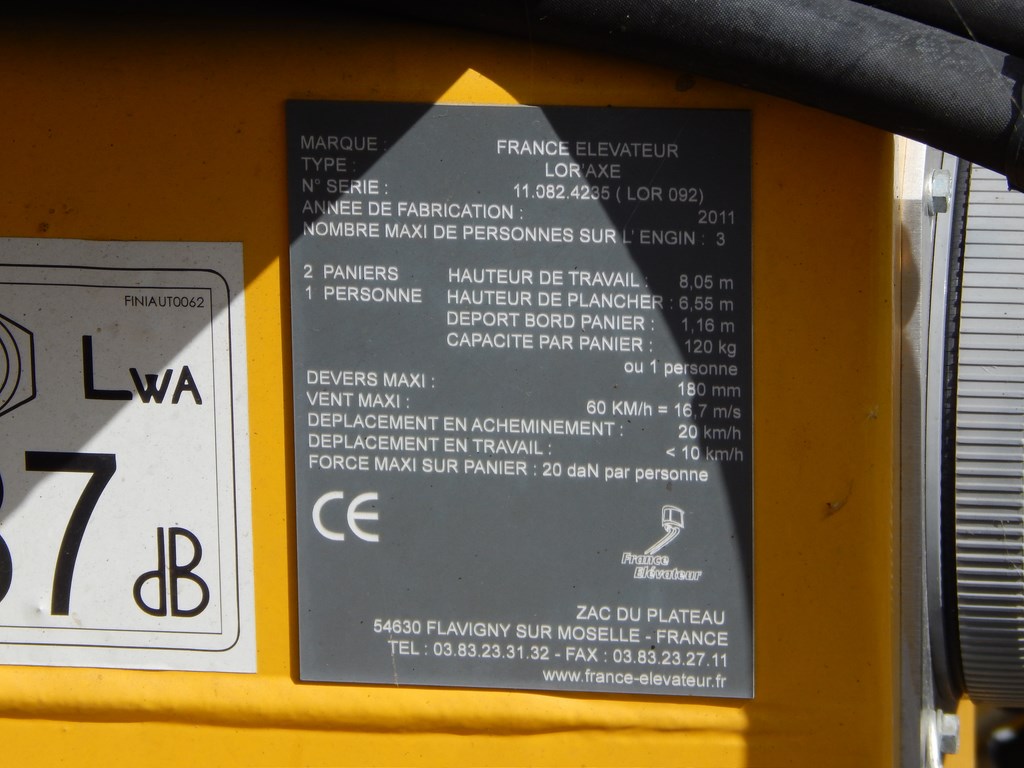 MARQUE : FRANCE ELEVATEUR
TYPE : LOR'AXE
N° SERIE : 11.082.4235 ( LOR 092)
ANNEE DE FABRICATION : 2011
NOMBRE MAXI DE PERSONNES SUR L' ENGIN : 3
2 PANIERS HAUTEUR DE TRAVAIL : 8,05 m
1 PERSONNE HAUTEUR DE PLANCHER : 6,55 m
DEPORT BORD PANIER : 1,16 m
CAPACITE PAR PANIER : 120 kg
ou 1 personne
DEVERS MAXI : 180 mm
VENT MAXI : 60 KM/h = 16,7 m/s
DEPLACEMENT EN ACHEMINEMENT : 20 km/h
DEPLACEMENT EN TRAVAIL : < 10 km/h
FORCE MAXI SUR PANIER : 20 daN par personne
CE
France
Elévateur
ZAC DU PLATEAU
54630 FLAVIGNY SUR MOSELLE - FRANCE
TEL : 03.83.23.31.32 - FAX : 03.83.23.27.11
www.france-elevateur.fr
FINIAUT0062
LWA
7 dB